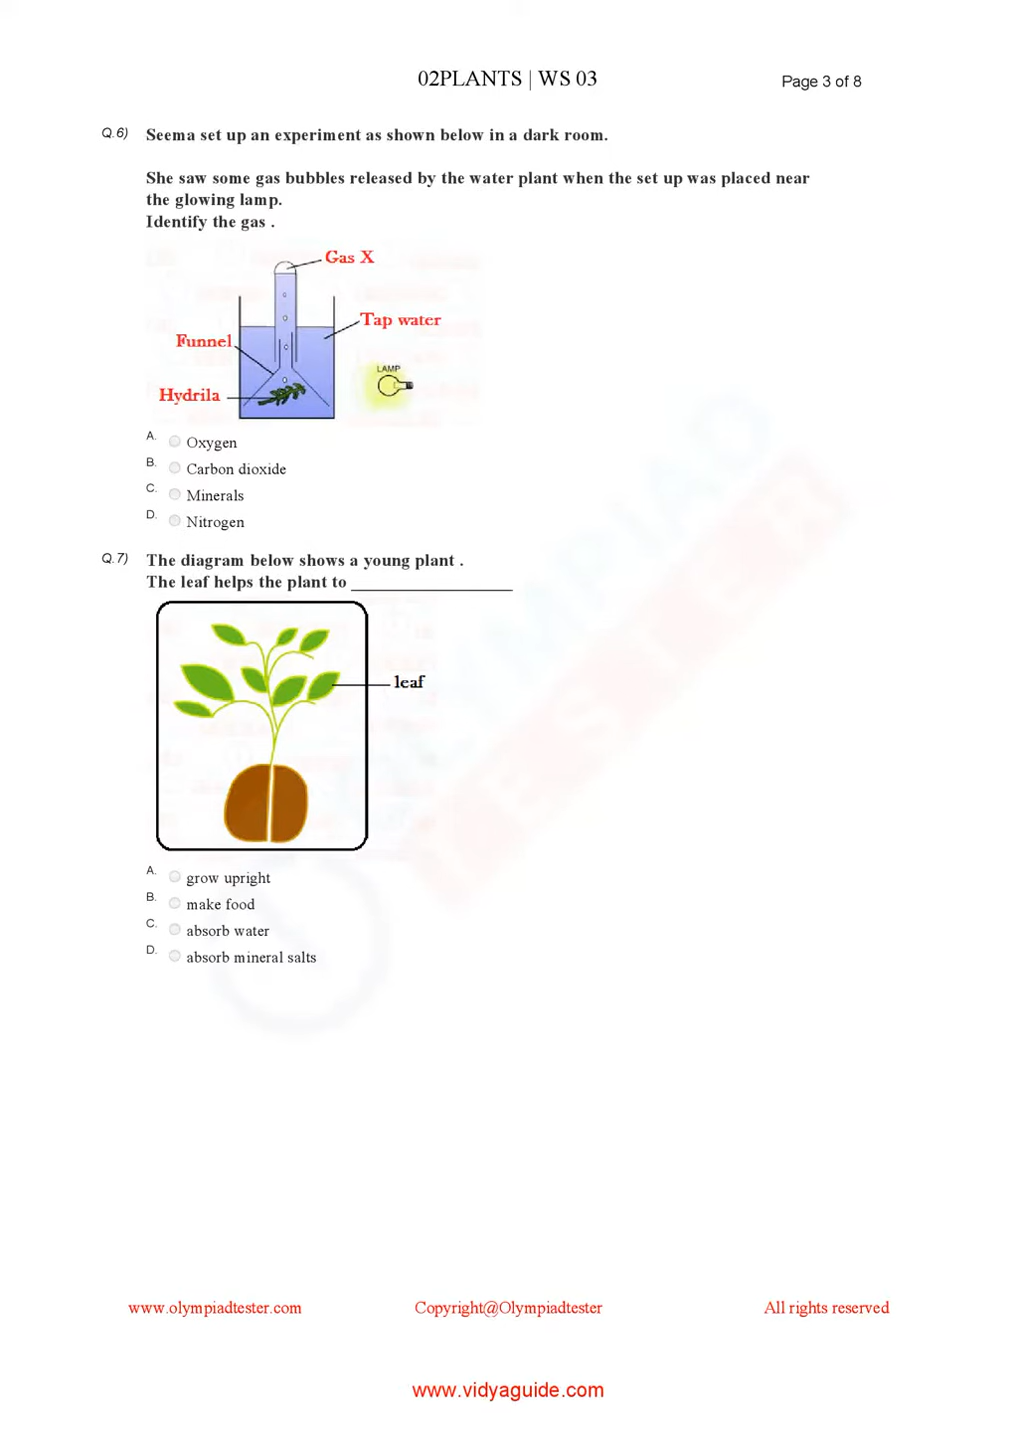 02PLANTS | WS 03
Page 3 of 8
Q.6) Seema set up an experiment as shown below in a dark room.
She saw some gas bubbles released by the water plant when the set up was placed near
the glowing lamp.
Identify the gas .
Gas X
Tap water
Funnel
LAMP
Hydrila
A. Oxygen
B. Carbon dioxide
C. Minerals
D. Nitrogen
Q.7) The diagram below shows a young plant .
The leaf helps the plant to __________________
leaf
A. grow upright
B. make food
C. absorb water
D. absorb mineral salts
www.olympiadtester.com Copyright@Olympiadtester All rights reserved
www.vidyaguide.com